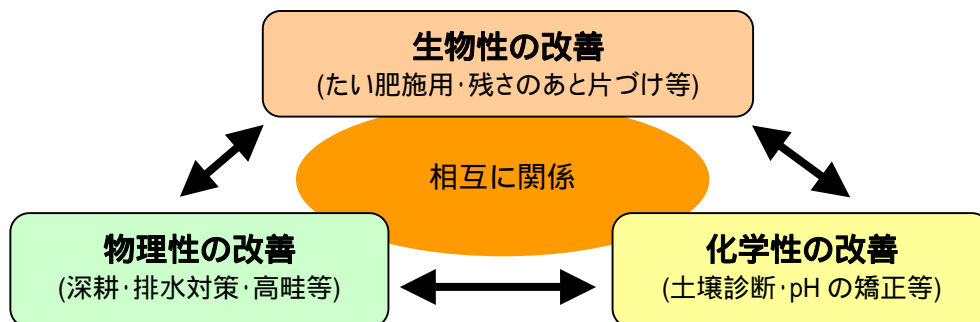 生物性の改善
(たい肥施用･残さのあと片づけ等)
相互に関係
物理性の改善
(深耕･排水対策･高畦等)
化学性の改善
(土壌診断･pH の矯正等)